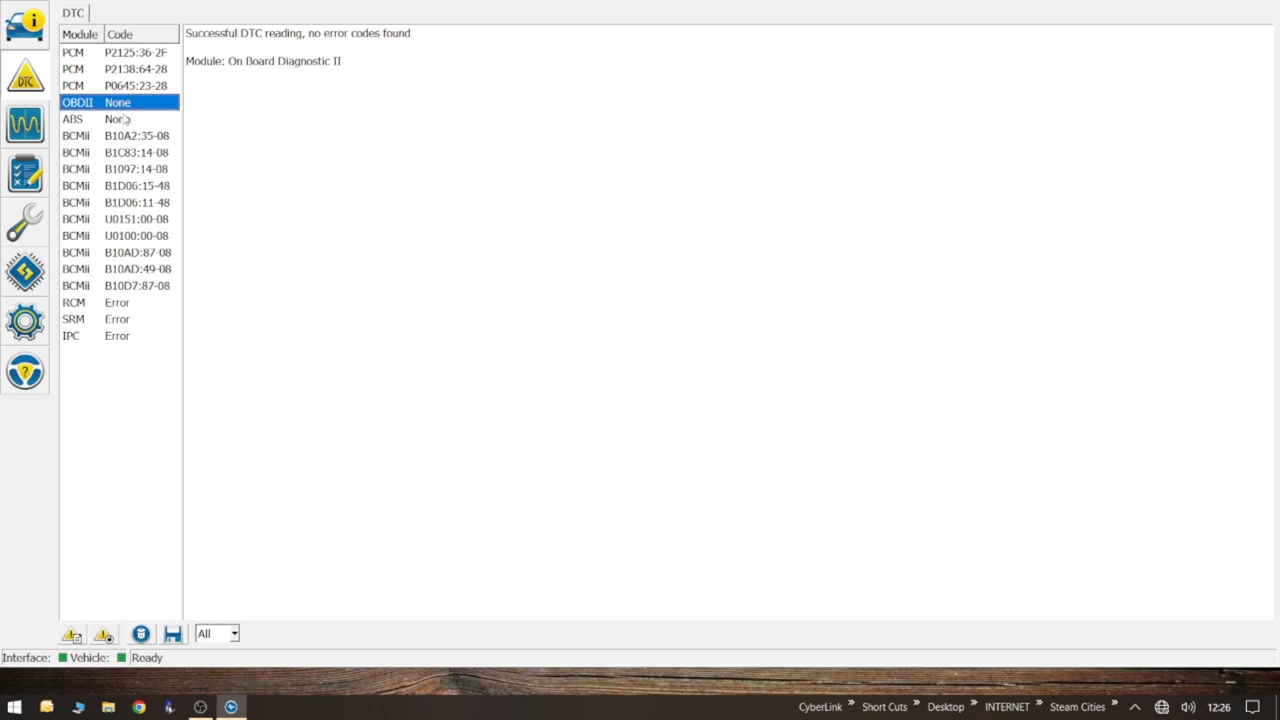 DTC
Module Code
Successful DTC reading, no error codes found
PCM P2125:36-2F
Module: On Board Diagnostic II
PCM P2138:64-28
PCM P0645:23-28
OBDII None
ABS None
BCMii B10A2:35-08
BCMii B1C83:14-08
BCMii B1097:14-08
BCMii B1D06:15-48
BCMii B1D06:11-48
BCMii U0151:00-08
BCMii U0100:00-08
BCMii B10AD:87-08
BCMii B10AD:49-08
BCMii B10D7:87-08
RCM Error
SRM Error
IPC Error
All
Interface: Vehicle: Ready
CyberLink » Short Cuts » Desktop » INTERNET » Steam Cities » 12:26